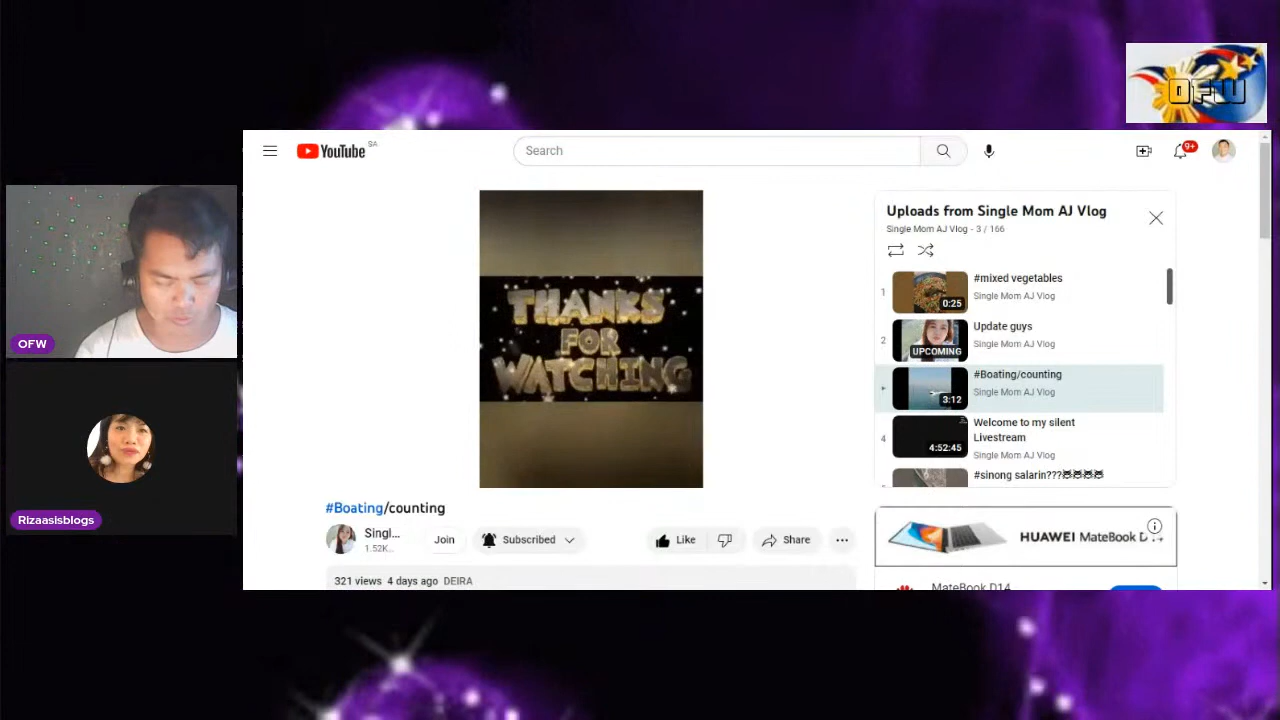 OFW
YouTube SA
Search
9+
THANKS
FOR
WATCHING
Uploads from Single Mom AJ Vlog
Single Mom AJ Vlog - 3 / 166
1
0:25
#mixed vegetables
Single Mom AJ Vlog
2
UPCOMING
Update guys
Single Mom AJ Vlog
3:12
#Boating/counting
Single Mom AJ Vlog
4
4:52:45
Welcome to my silent
Livestream
Single Mom AJ Vlog
#sinong salarin???
OFW
Rizaasisblogs
#Boating/counting
Singl...
1.52K...
Join
Subscribed
Like
Share
321 views 4 days ago DEIRA
HUAWEI MateBook D 14
MateBook D14